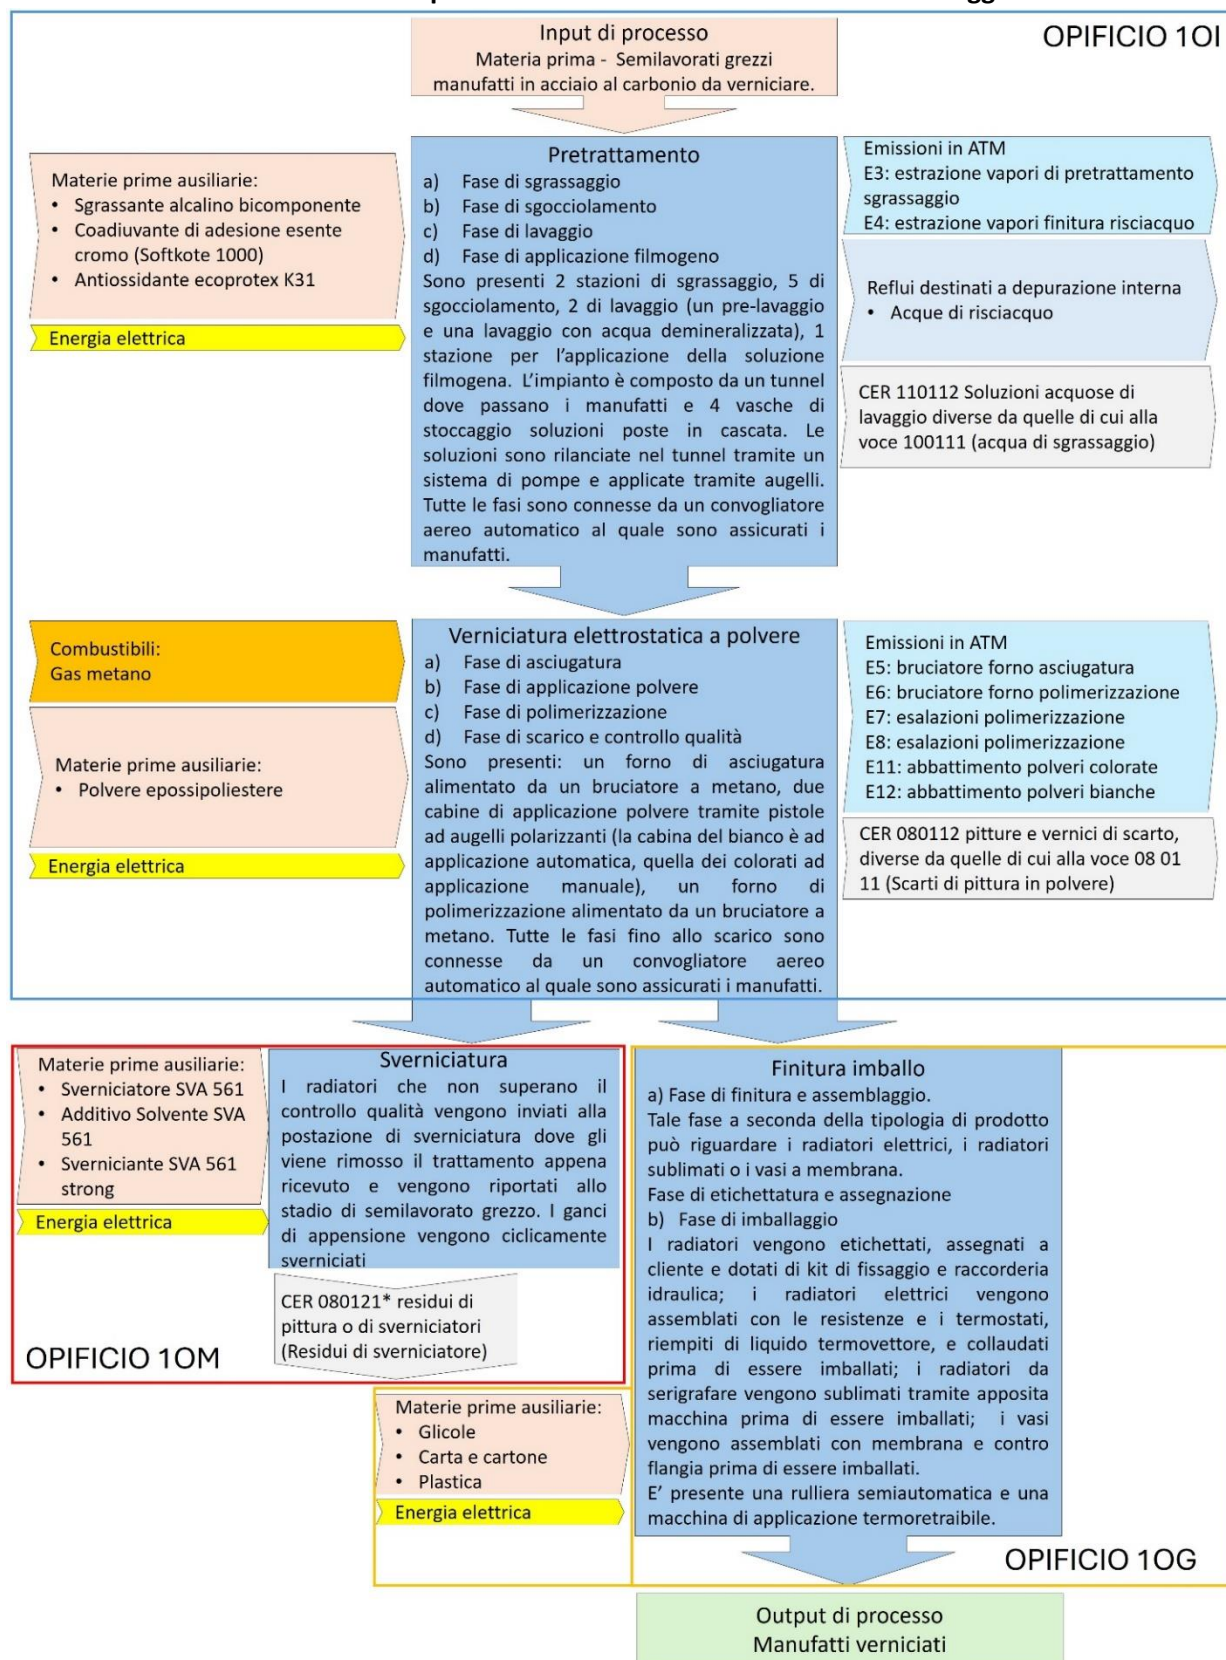 Input di processo
Materia prima - Semilavorati grezzi
manufatti in acciaio al carbonio da verniciare.
OPIFICIO 1OI
Materie prime ausiliarie:
• Sgrassante alcalino bicomponente
• Coadiuvante di adesione esente
cromo (Softkote 1000)
• Antiossidante ecoprotex K31
Energia elettrica
Pretrattamento
a) Fase di sgrassaggio
b) Fase di sgocciolamento
c) Fase di lavaggio
d) Fase di applicazione filmogeno
Sono presenti 2 stazioni di sgrassaggio, 5 di
sgocciolamento, 2 di lavaggio (un pre-lavaggio
e una lavaggio con acqua demineralizzata), 1
stazione per l'applicazione della soluzione
filmogena. L'impianto è composto da un tunnel
dove passano i manufatti e 4 vasche di
stoccaggio soluzioni poste in cascata. Le
soluzioni sono rilanciate nel tunnel tramite un
sistema di pompe e applicate tramite augelli.
Tutte le fasi sono connesse da un convogliatore
aereo automatico al quale sono assicurati i
manufatti.
Emissioni in ATM
E3: estrazione vapori di pretrattamento
sgrassaggio
E4: estrazione vapori finitura risciacquo
Reflui destinati a depurazione interna
• Acque di risciacquo
CER 110112 Soluzioni acquose di
lavaggio diverse da quelle di cui alla
voce 100111 (acqua di sgrassaggio)
Combustibili:
Gas metano
Materie prime ausiliarie:
• Polvere epossipoliestere
Energia elettrica
Verniciatura elettrostatica a polvere
a) Fase di asciugatura
b) Fase di applicazione polvere
c) Fase di polimerizzazione
d) Fase di scarico e controllo qualità
Sono presenti: un forno di asciugatura
alimentato da un bruciatore a metano, due
cabine di applicazione polvere tramite pistole
ad augelli polarizzanti (la cabina del bianco è ad
applicazione automatica, quella dei colorati ad
applicazione manuale), un forno di
polimerizzazione alimentato da un bruciatore a
metano. Tutte le fasi fino allo scarico sono
connesse da un convogliatore aereo
automatico al quale sono assicurati i manufatti.
Emissioni in ATM
E5: bruciatore forno asciugatura
E6: bruciatore forno polimerizzazione
E7: esalazioni polimerizzazione
E8: esalazioni polimerizzazione
E11: abbattimento polveri colorate
E12: abbattimento polveri bianche
CER 080112 pitture e vernici di scarto,
diverse da quelle di cui alla voce 08 01
11 (Scarti di pittura in polvere)
Materie prime ausiliarie:
• Sverniciatore SVA 561
• Additivo Solvente SVA
561
• Sverniciante SVA 561
strong
Energia elettrica
Sverniciatura
I radiatori che non superano il
controllo qualità vengono inviati alla
postazione di sverniciatura dove gli
viene rimosso il trattamento appena
ricevuto e vengono riportati allo
stadio di semilavorato grezzo. I ganci
di appensione vengono ciclicamente
sverniciati
CER 080121* residui di
pittura o di sverniciatori
(Residui di sverniciatore)
OPIFICIO 1OM
Finitura imballo
a) Fase di finitura e assemblaggio.
Tale fase a seconda della tipologia di prodotto
può riguardare i radiatori elettrici, i radiatori
sublimati o i vasi a membrana.
Fase di etichettatura e assegnazione
b) Fase di imballaggio
I radiatori vengono etichettati, assegnati a
cliente e dotati di kit di fissaggio e raccorderia
idraulica; i radiatori elettrici vengono
assemblati con le resistenze e i termostati,
riempiti di liquido termovettore, e collaudati
prima di essere imballati; i radiatori da
serigrafare vengono sublimati tramite apposita
macchina prima di essere imballati; i vasi
vengono assemblati con membrana e contro
flangia prima di essere imballati.
E' presente una rulliera semiautomatica e una
macchina di applicazione termoretraibile.
Materie prime ausiliarie:
• Glicole
• Carta e cartone
• Plastica
Energia elettrica
OPIFICIO 1OG
Output di processo
Manufatti verniciati